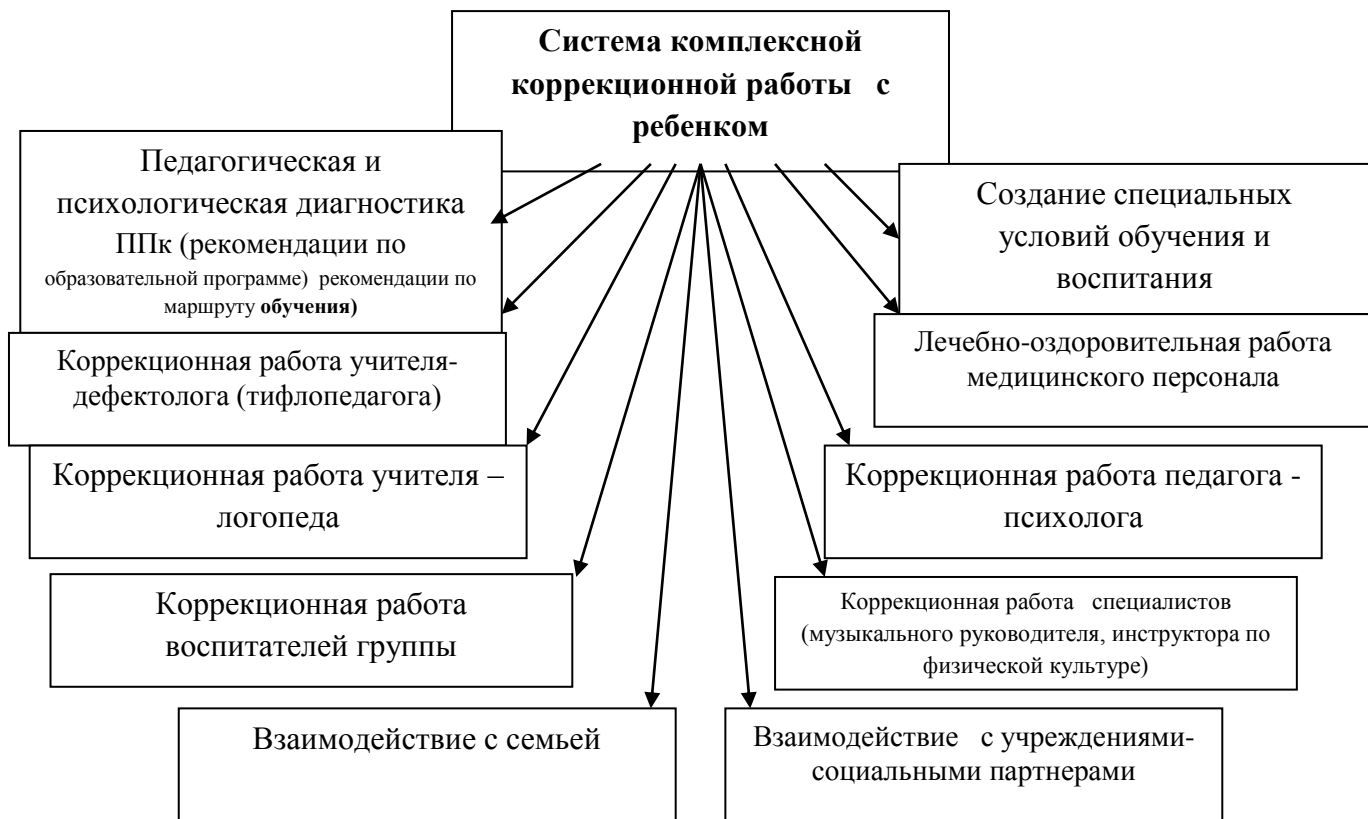 Система комплексной
коррекционной работы с
ребенком
Педагогическая и
психологическая диагностика
ППк (рекомендации по
образовательной программе) рекомендации по
маршруту обучения)
Создание специальных
условий обучения и
воспитания
Коррекционная работа учителя-
дефектолога (тифлопедагога)
Лечебно-оздоровительная работа
медицинского персонала
Коррекционная работа учителя –
логопеда
Коррекционная работа педагога -
психолога
Коррекционная работа
воспитателей группы
Коррекционная работа специалистов
(музыкального руководителя, инструктора по
физической культуре)
Взаимодействие с семьей
Взаимодействие с учреждениями-
социальными партнерами